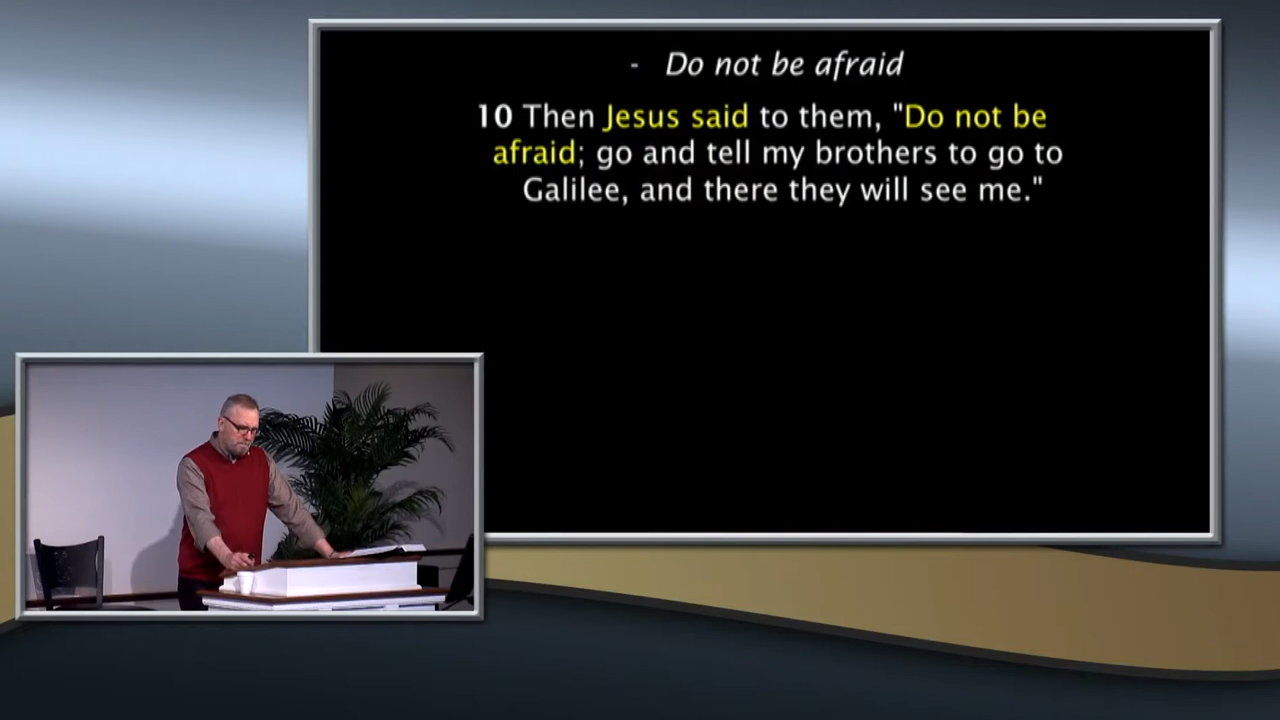 - Do not be afraid
10 Then Jesus said to them, "Do not be
afraid; go and tell my brothers to go to
Galilee, and there they will see me."